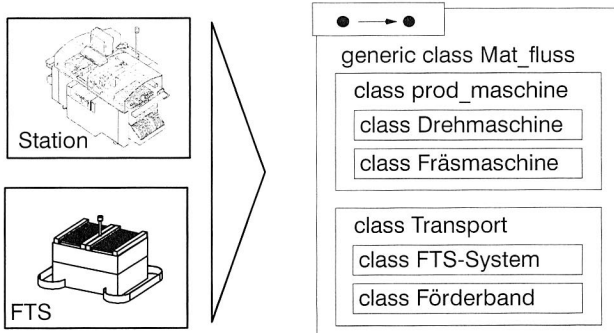 Station
FTS
generic class Mat_fluss
class prod_maschine
class Drehmaschine
class Fräsmaschine
class Transport
class FTS-System
class Förderband